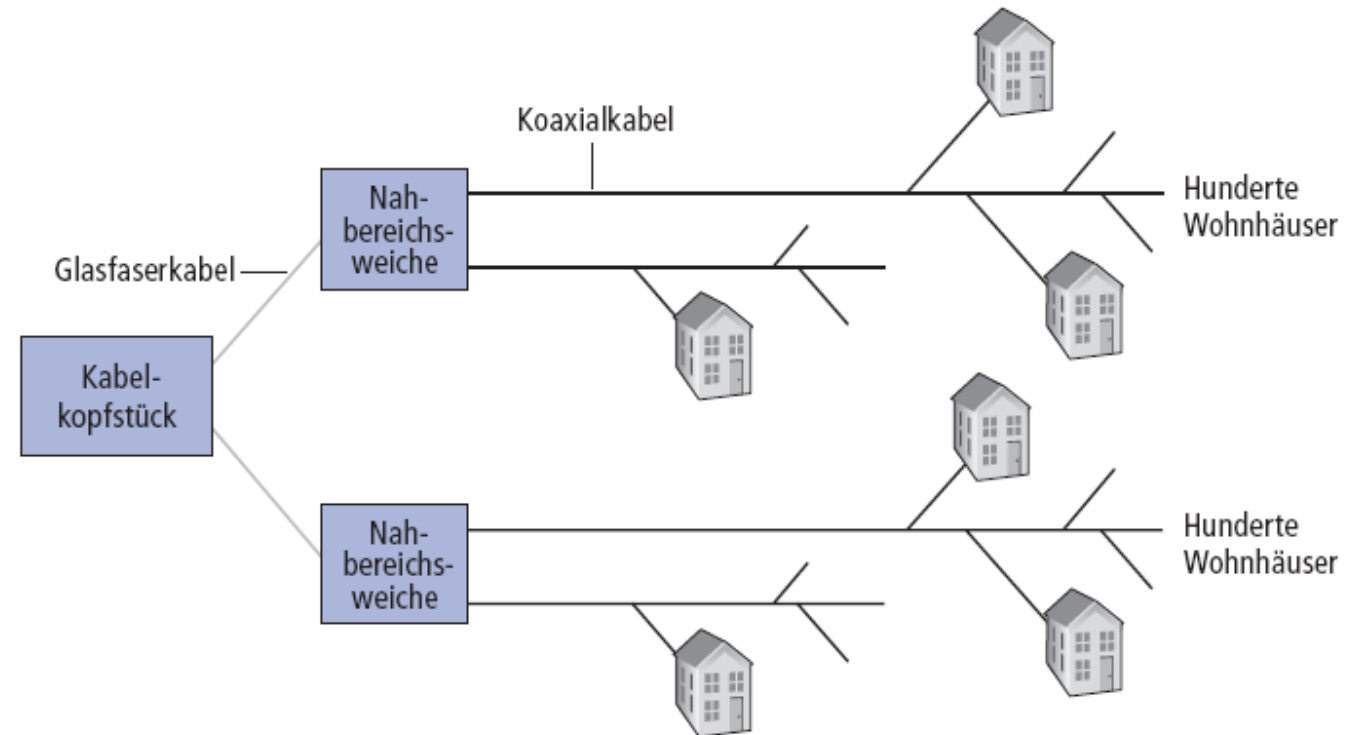 Koaxialkabel
Nah-
bereichs-
weiche
Hunderte
Wohnhäuser
Glasfaserkabel
Kabel-
kopfstück
Nah-
bereichs-
weiche
Hunderte
Wohnhäuser